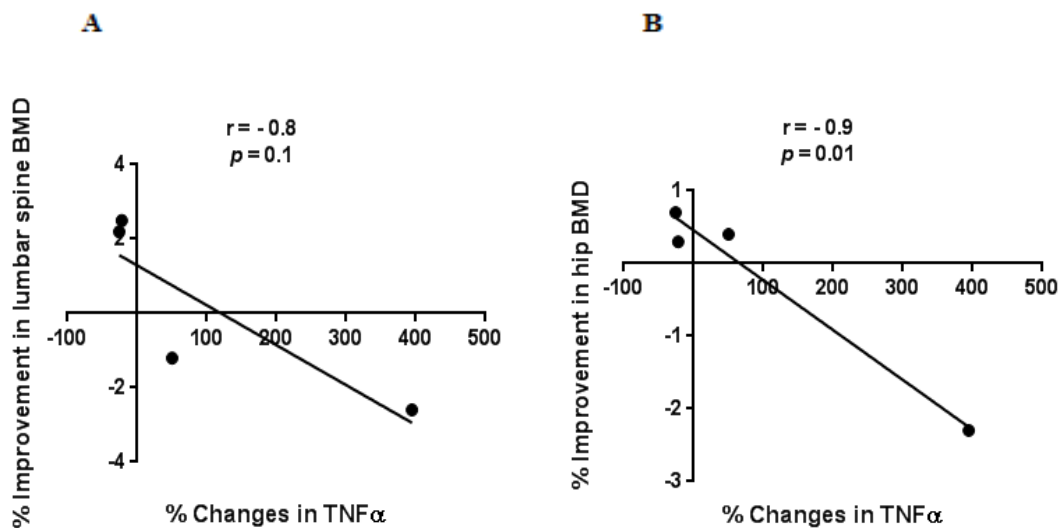 A
% Improvement in lumbar spine BMD
r = - 0.8
p = 0.1
4
2
-100 100 200 300 400 500
-2
-4
% Changes in TNFα
B
% Improvement in hip BMD
r = - 0.9
p = 0.01
1
-100 100 200 300 400 500
-1
-2
-3
% Changes in TNFα